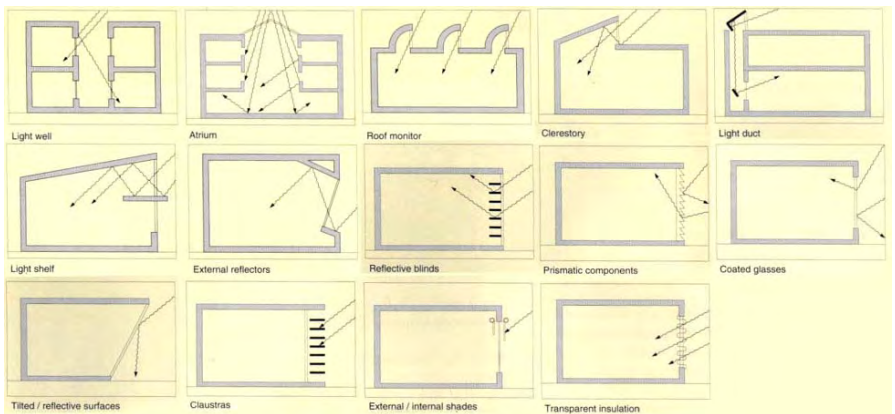 Light well
Atrium
Roof monitor
Clerestory
Light duct
Light shelf
External reflectors
Reflective blinds
Prismatic components
Coated glasses
Tilted / reflective surfaces
Claustras
External / internal shades
Transparent insulation